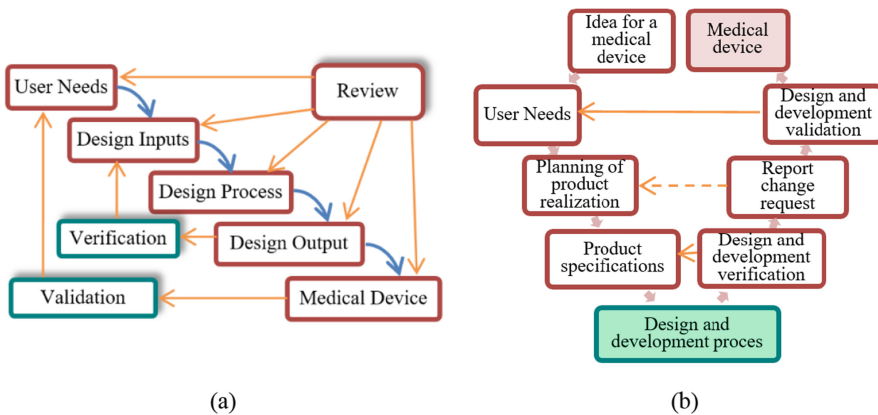 User Needs
Review
Design Inputs
Design Process
Verification
Design Output
Validation
Medical Device
(a)
Idea for a
medical
device
Medical
device
User Needs
Design and
development
validation
Planning of
product
realization
Report
change
request
Product
specifications
Design and
development
verification
Design and
development proces
(b)